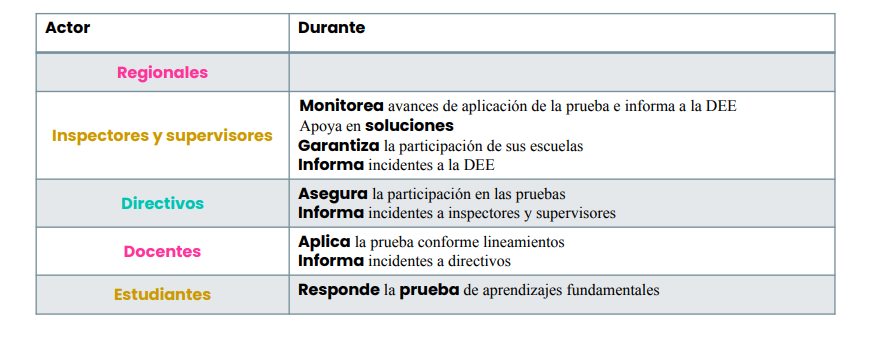 Actor Durante
Regionales
Inspectores y supervisores
Monitorea avances de aplicación de la prueba e informa a la DEE
Apoya en soluciones
Garantiza la participación de sus escuelas
Informa incidentes a la DEE
Directivos
Asegura la participación en las pruebas
Informa incidentes a inspectores y supervisores
Docentes
Aplica la prueba conforme lineamientos
Informa incidentes a directivos
Estudiantes
Responde la prueba de aprendizajes fundamentales